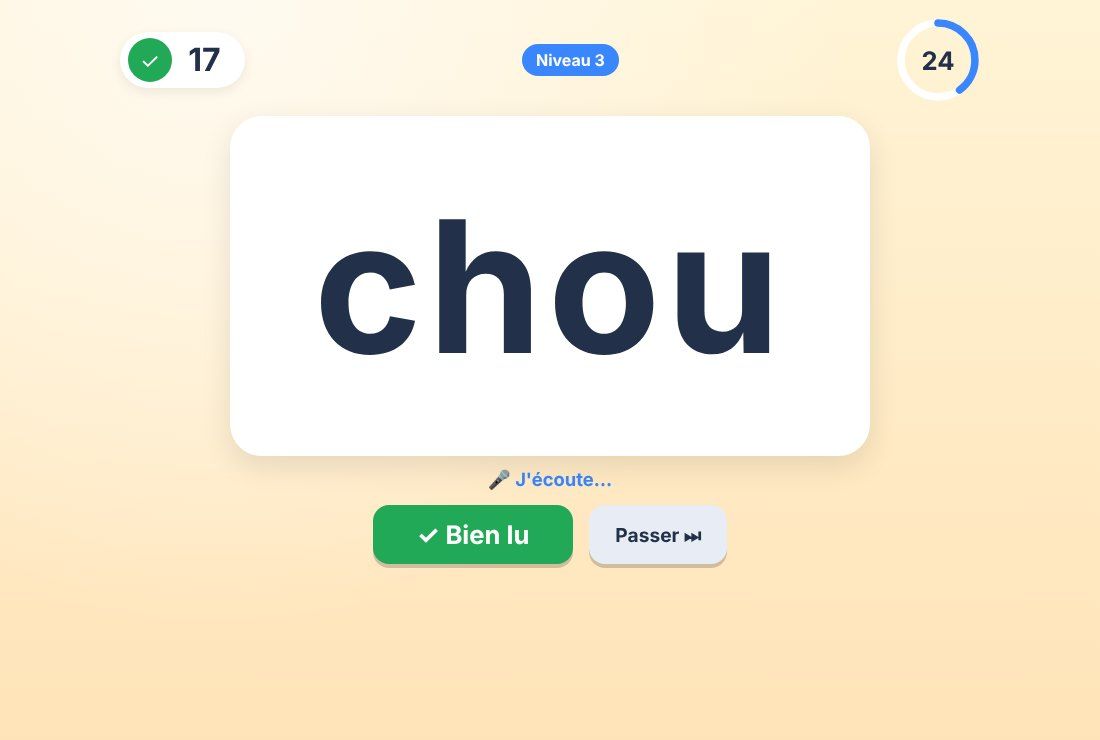 ✓ 17
Niveau 3
24
chou
🎤 J'écoute...
✓ Bien lu
Passer ⏭